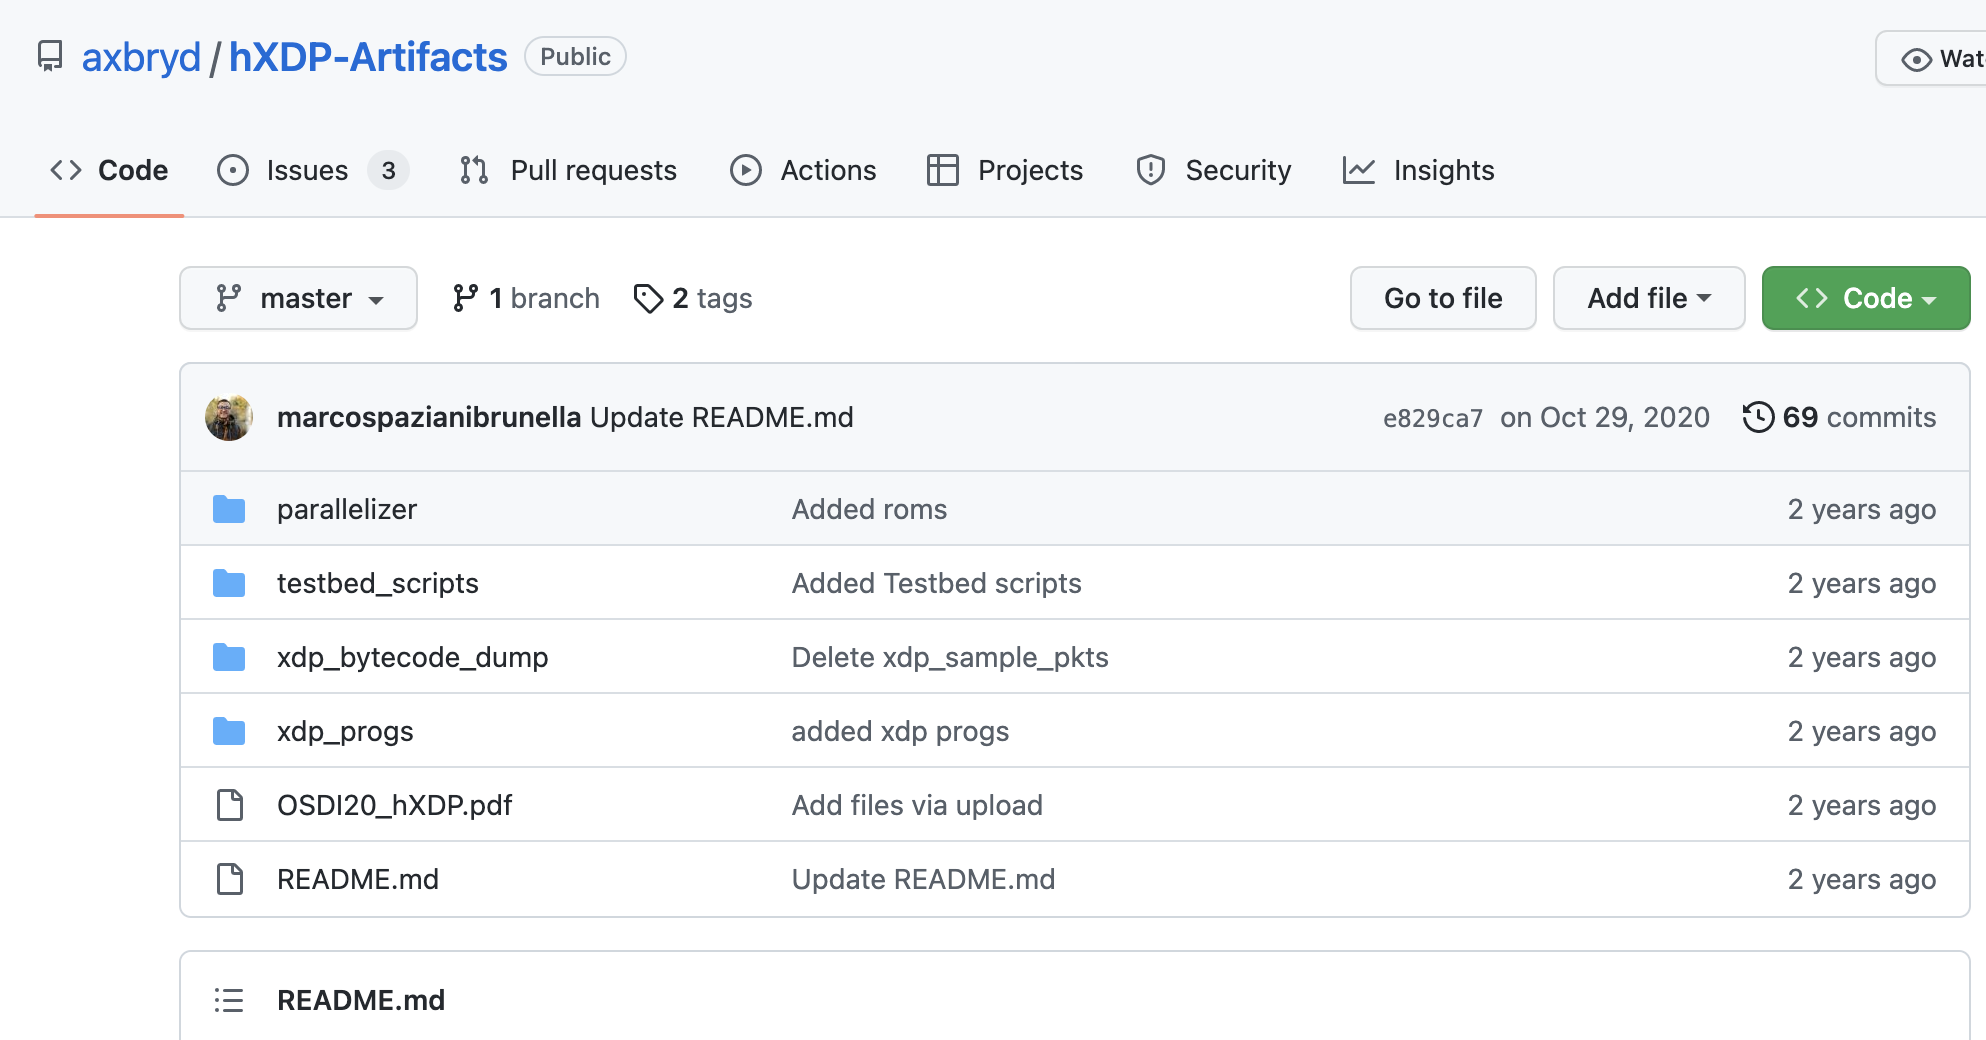 axbryd / hXDP-Artifacts Public
Code Issues 3 Pull requests Actions Projects Security Insights
master 1 branch 2 tags Go to file Add file Code
marcospazianibrunella Update README.md e829ca7 on Oct 29, 2020 69 commits
parallelizer Added roms 2 years ago
testbed_scripts Added Testbed scripts 2 years ago
xdp_bytecode_dump Delete xdp_sample_pkts 2 years ago
xdp_progs added xdp progs 2 years ago
OSDI20_hXDP.pdf Add files via upload 2 years ago
README.md Update README.md 2 years ago
README.md